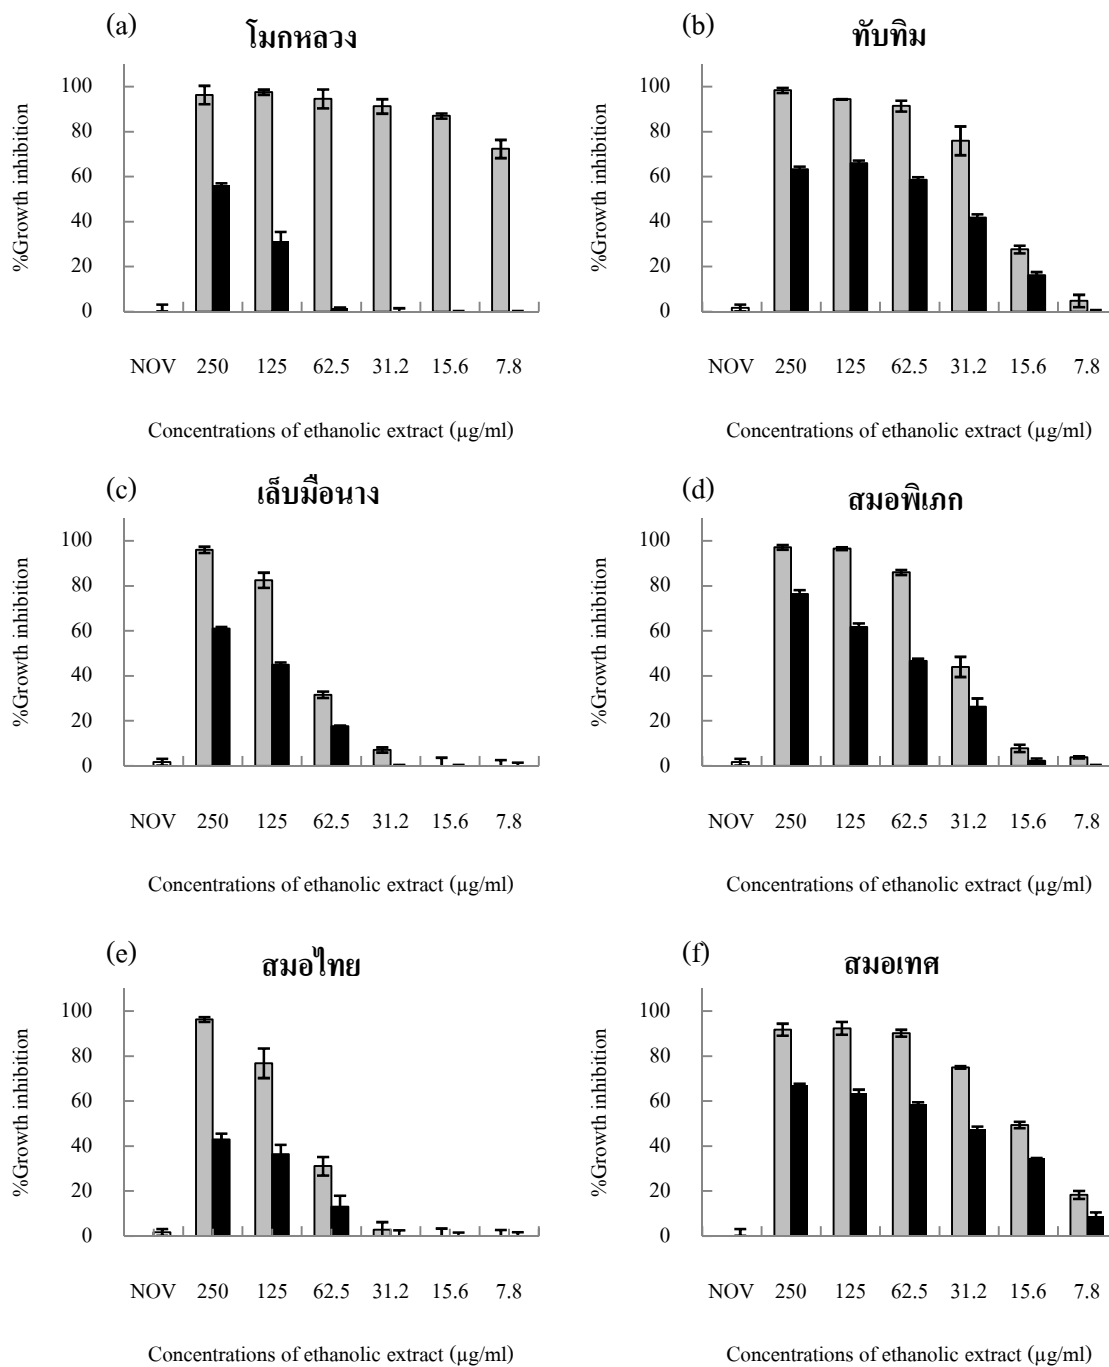 (a)
โมกหลวง
%Growth inhibition
100
80
60
40
20
0
NOV 250 125 62.5 31.2 15.6 7.8
Concentrations of ethanolic extract (µg/ml)
(b)
ทับทิม
%Growth inhibition
100
80
60
40
20
0
NOV 250 125 62.5 31.2 15.6 7.8
Concentrations of ethanolic extract (µg/ml)
(c)
เล็บมือนาง
%Growth inhibition
100
80
60
40
20
0
NOV 250 125 62.5 31.2 15.6 7.8
Concentrations of ethanolic extract (µg/ml)
(d)
สมอพิเภก
%Growth inhibition
100
80
60
40
20
0
NOV 250 125 62.5 31.2 15.6 7.8
Concentrations of ethanolic extract (µg/ml)
(e)
สมอไทย
%Growth inhibition
100
80
60
40
20
0
NOV 250 125 62.5 31.2 15.6 7.8
Concentrations of ethanolic extract (µg/ml)
(f)
สมอเทศ
%Growth inhibition
100
80
60
40
20
0
NOV 250 125 62.5 31.2 15.6 7.8
Concentrations of ethanolic extract (µg/ml)